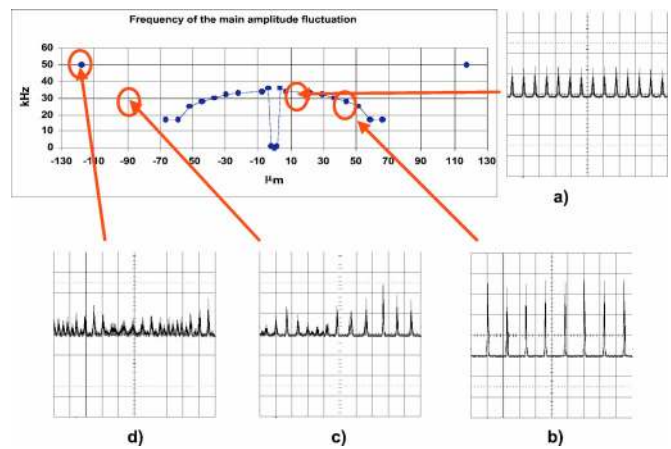 Frequency of the main amplitude fluctuation
60
50
40
30
20
10
0
kHz
-130 -110 -90 -70 -50 -30 -10 10 30 50 70 90 110 130
µm
a)
d) c) b)